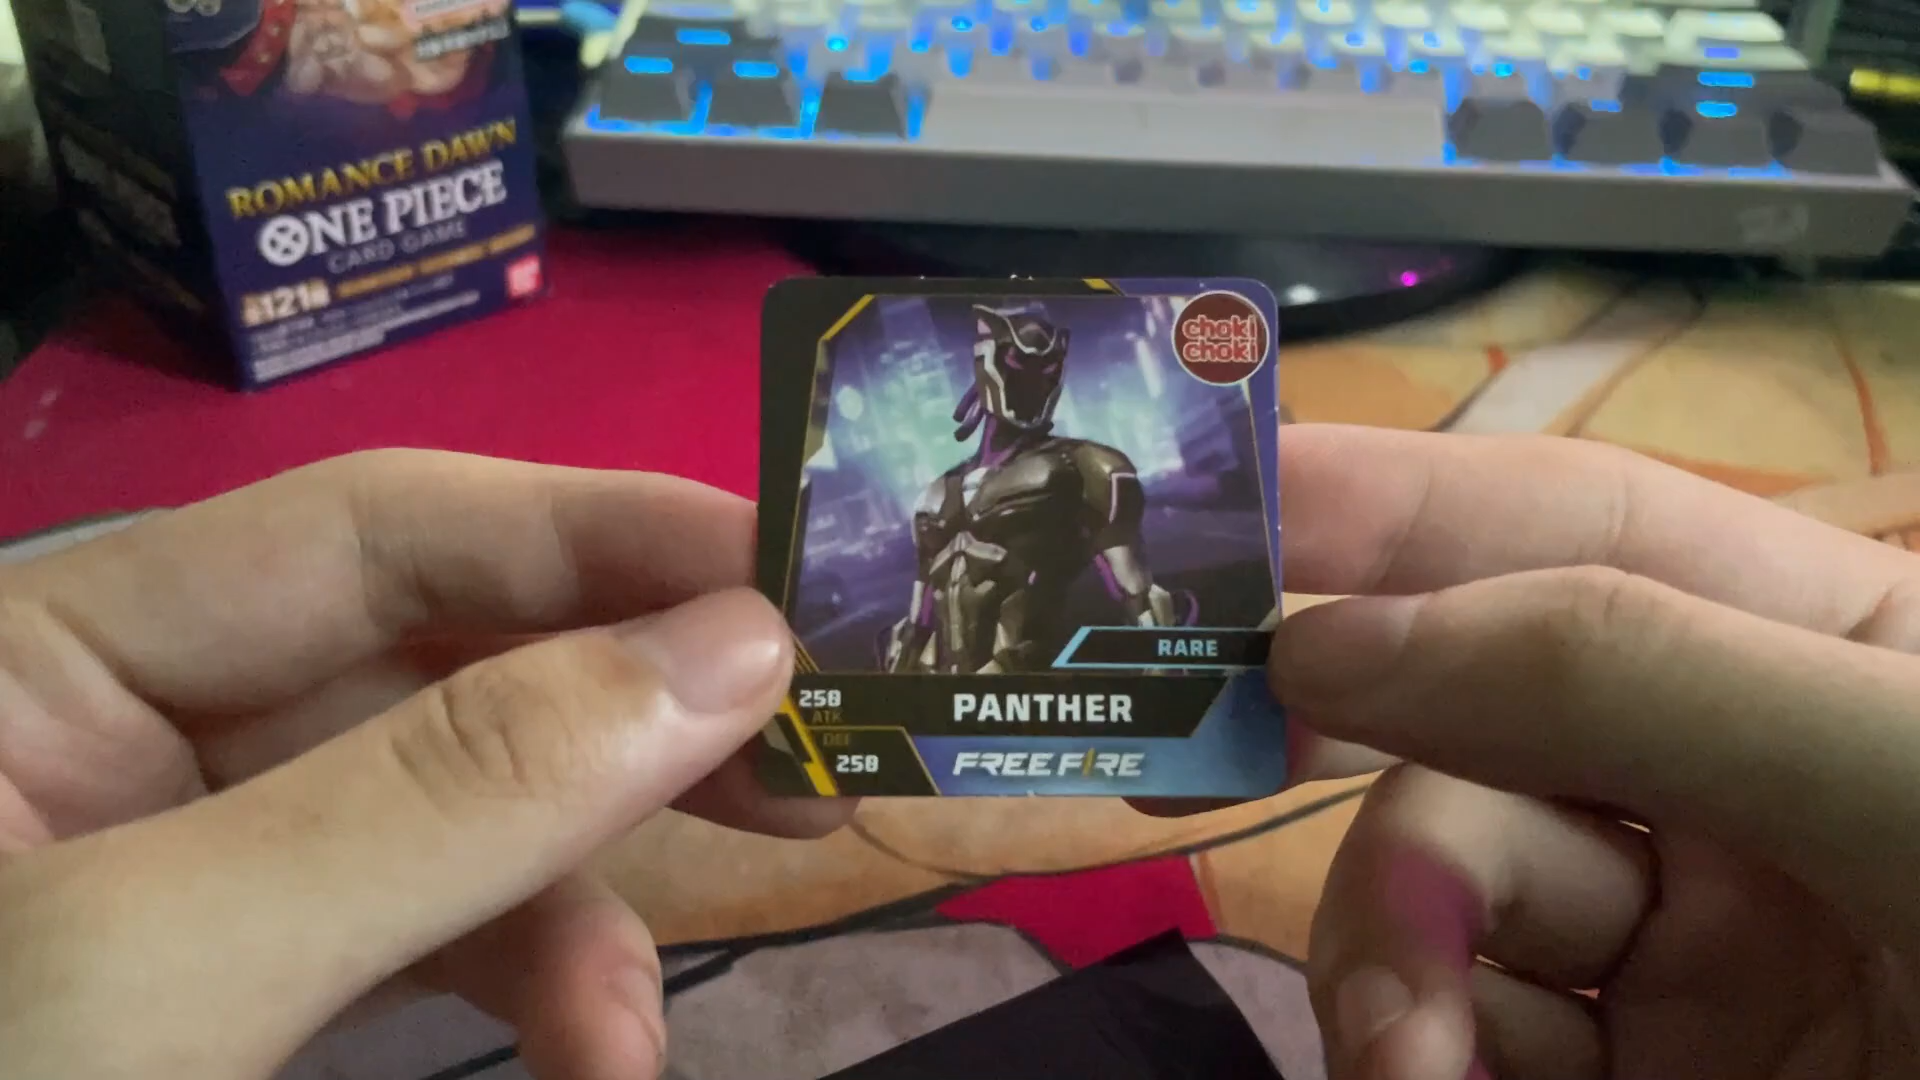 ROMANCE DAWN
ONE PIECE
CARD GAME
choki
choki
RARE
250
ATK
PANTHER
DEF
250
FREE FIRE